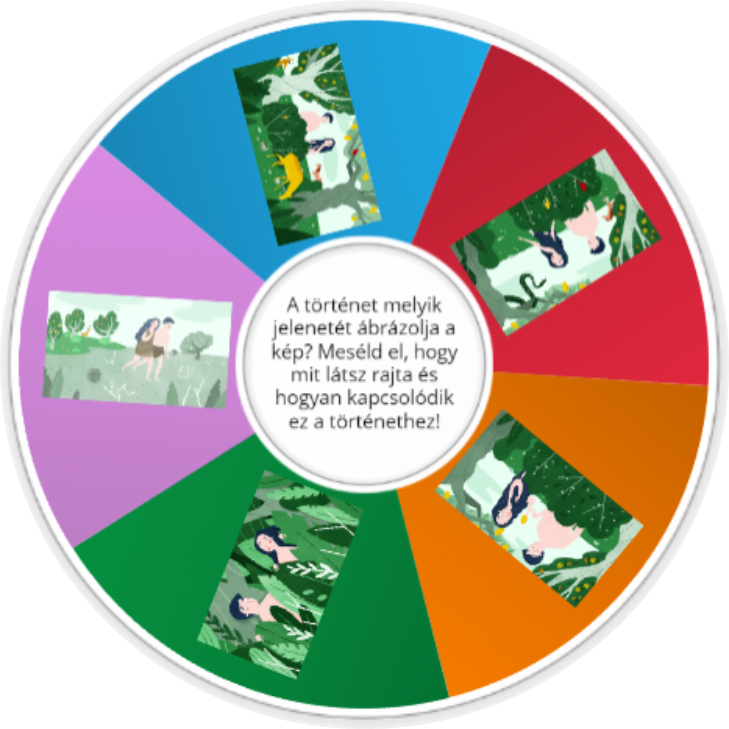 A történet melyik
jelenetét ábrázolja a
kép? Meséld el, hogy
mit látsz rajta és
hogyan kapcsolódik
ez a történethez!